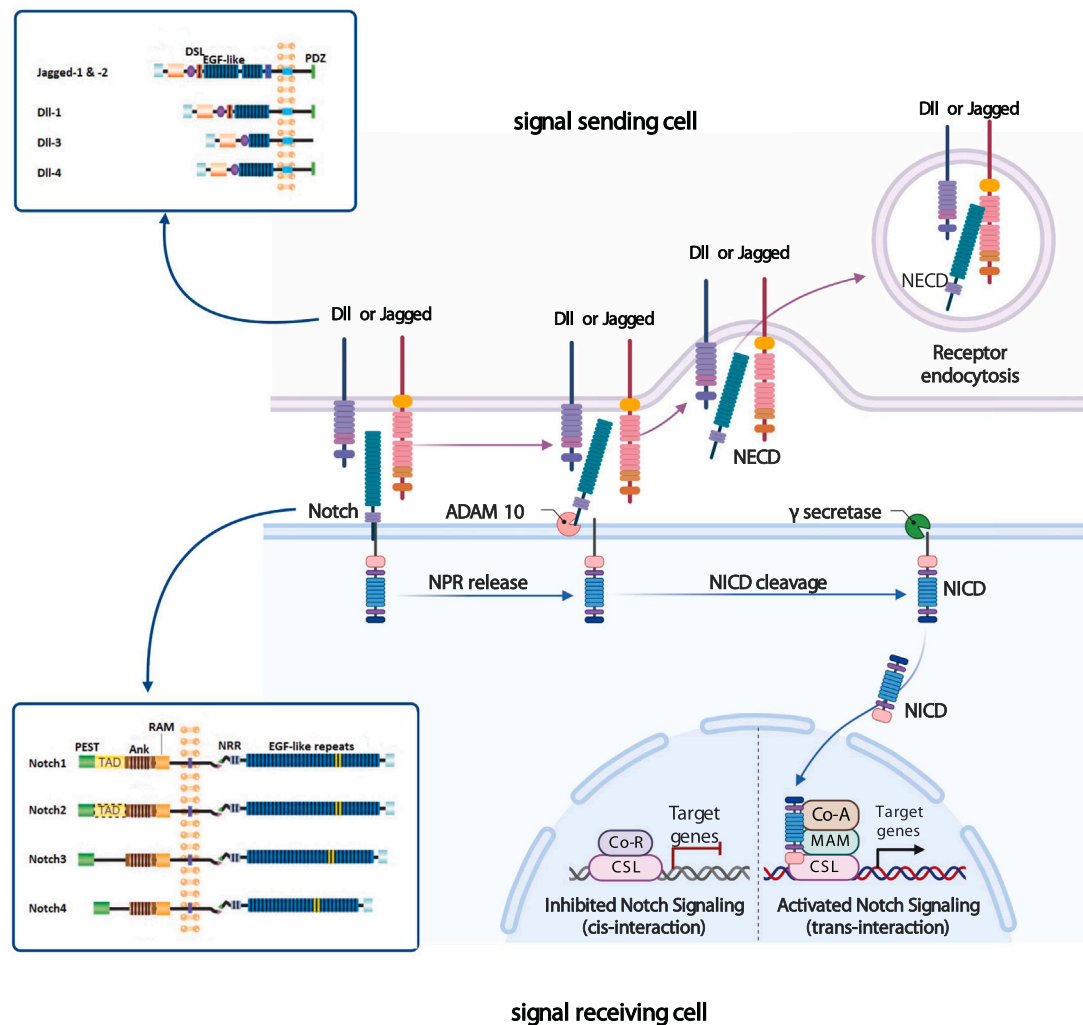 DSL
EGF-like
PDZ
Jagged-1 & -2
Dll-1
Dll-3
Dll-4
signal sending cell
Dll or Jagged
NECD
Receptor
endocytosis
Dll or Jagged
NECD
Dll or Jagged
Dll or Jagged
Notch
ADAM 10
γ secretase
NPR release
NICD cleavage
NICD
NICD
RAM
PEST
Ank
NRR
EGF-like repeats
Notch1
TAD
Notch2
TAD
Notch3
Notch4
Target
genes
Co-R
CSL
Inhibited Notch Signaling
(cis-interaction)
Co-A
MAM
CSL
Target
genes
Activated Notch Signaling
(trans-interaction)
signal receiving cell